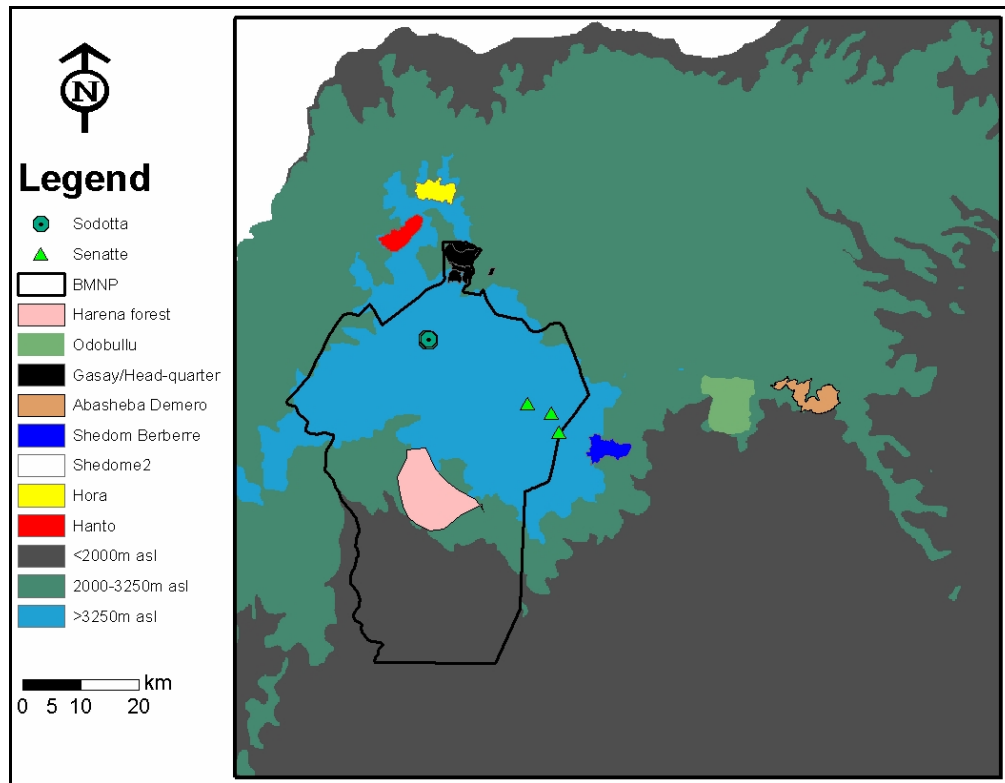 N
Legend
Sodotta
Senatte
BMNP
Harena forest
Odobullu
Gasay/Head-quarter
Abasheba Demero
Shedom Berberre
Shedome2
Hora
Hanto
<2000m asl
2000-3250m asl
>3250m asl
km
0 5 10 20